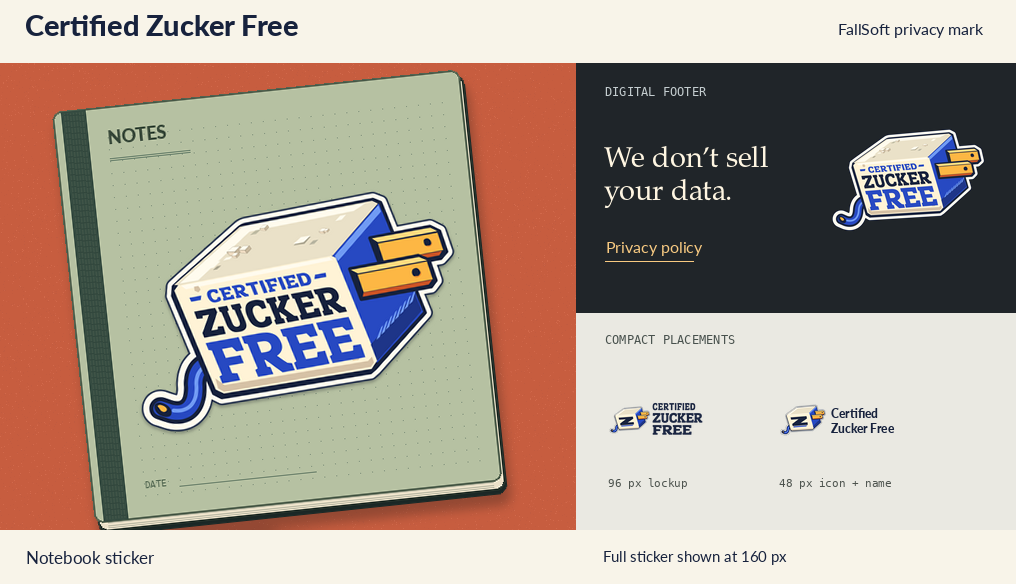 Certified Zucker Free
FallSoft privacy mark
NOTES
CERTIFIED
ZUCKER
FREE
DATE
DIGITAL FOOTER
We don’t sell
your data.
Privacy policy
CERTIFIED
ZUCKER
FREE
COMPACT PLACEMENTS
Z
CERTIFIED
ZUCKER
FREE
Z
Certified
Zucker Free
96 px lockup
48 px icon + name
Notebook sticker
Full sticker shown at 160 px